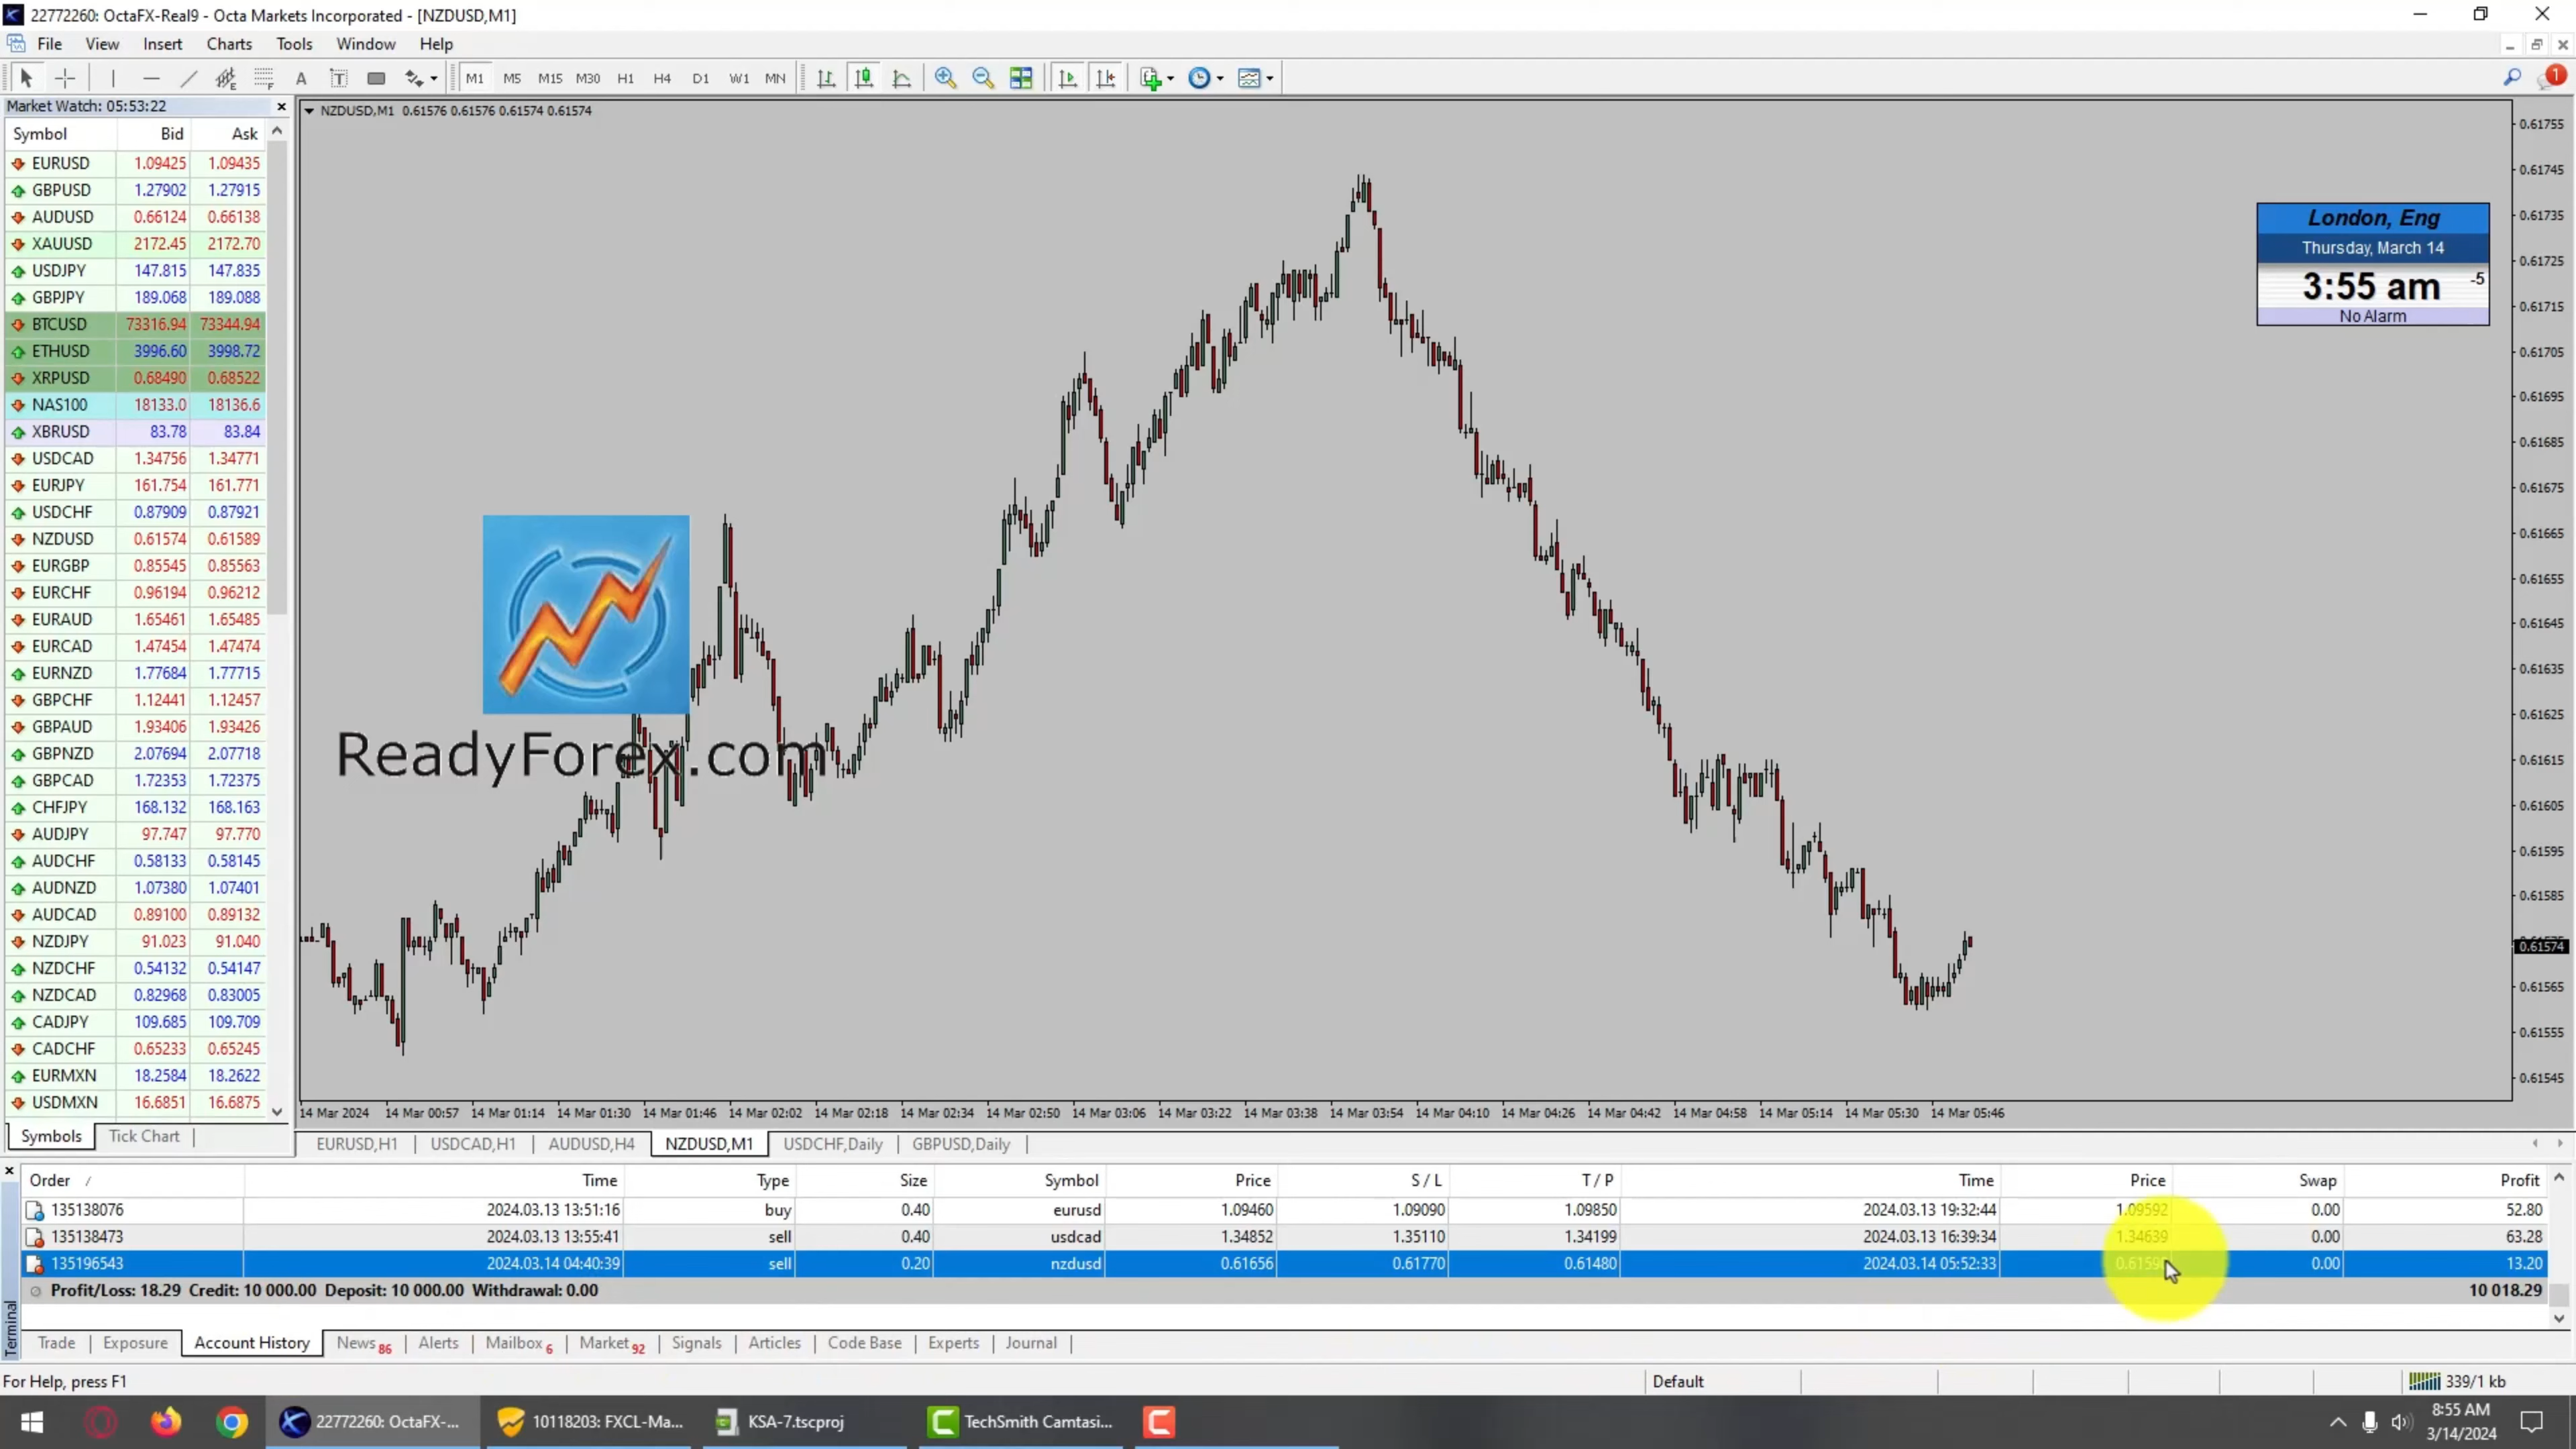 22772260: OctaFX-Real9 - Octa Markets Incorporated - [NZDUSD,M1]
File View Insert Charts Tools Window Help
M1 M5 M15 M30 H1 H4 D1 W1 MN
1
Market Watch: 05:53:22
Symbol Bid Ask
EURUSD 1.09425 1.09435
GBPUSD 1.27902 1.27915
AUDUSD 0.66124 0.66138
XAUUSD 2172.45 2172.70
USDJPY 147.815 147.835
GBPJPY 189.068 189.088
BTCUSD 73316.94 73344.94
ETHUSD 3996.60 3998.72
XRPUSD 0.68490 0.68522
NAS100 18133.0 18136.6
XBRUSD 83.78 83.84
USDCAD 1.34756 1.34771
EURJPY 161.754 161.771
USDCHF 0.87909 0.87921
NZDUSD 0.61574 0.61589
EURGBP 0.85545 0.85563
EURCHF 0.96194 0.96212
EURAUD 1.65461 1.65485
EURCAD 1.47454 1.47474
EURNZD 1.77684 1.77715
GBPCHF 1.12441 1.12457
GBPAUD 1.93406 1.93426
GBPNZD 2.07694 2.07718
GBPCAD 1.72353 1.72375
CHFJPY 168.132 168.163
AUDJPY 97.747 97.770
AUDCHF 0.58133 0.58145
AUDNZD 1.07380 1.07401
AUDCAD 0.89100 0.89132
NZDJPY 91.023 91.040
NZDCHF 0.54132 0.54147
NZDCAD 0.82968 0.83005
CADJPY 109.685 109.709
CADCHF 0.65233 0.65245
EURMXN 18.2584 18.2622
USDMXN 16.6851 16.6875
Symbols Tick Chart
NZDUSD,M1 0.61576 0.61576 0.61574 0.61574
London, Eng
Thursday, March 14
3:55 am -5
No Alarm
ReadyForex.com
0.61755
0.61745
0.61735
0.61725
0.61715
0.61705
0.61695
0.61685
0.61675
0.61665
0.61655
0.61645
0.61635
0.61625
0.61615
0.61605
0.61595
0.61585
0.61574
0.61565
0.61555
0.61545
14 Mar 2024 14 Mar 00:57 14 Mar 01:14 14 Mar 01:30 14 Mar 01:46 14 Mar 02:02 14 Mar 02:18 14 Mar 02:34 14 Mar 02:50 14 Mar 03:06 14 Mar 03:22 14 Mar 03:38 14 Mar 03:54 14 Mar 04:10 14 Mar 04:26 14 Mar 04:42 14 Mar 04:58 14 Mar 05:14 14 Mar 05:30 14 Mar 05:46
EURUSD,H1 USDCAD,H1 AUDUSD,H4 NZDUSD,M1 USDCHF,Daily GBPUSD,Daily
Order / Time Type Size Symbol Price S / L T / P Time Price Swap Profit
135138076 2024.03.13 13:51:16 buy 0.40 eurusd 1.09460 1.09090 1.09850 2024.03.13 19:32:44 1.09592 0.00 52.80
135138473 2024.03.13 13:55:41 sell 0.40 usdcad 1.34852 1.35110 1.34199 2024.03.13 16:39:34 1.34639 0.00 63.28
135196543 2024.03.14 04:40:39 sell 0.20 nzdusd 0.61656 0.61770 0.61480 2024.03.14 05:52:33 0.00 13.20
Profit/Loss: 18.29 Credit: 10 000.00 Deposit: 10 000.00 Withdrawal: 0.00 10 018.29
Terminal
Trade Exposure Account History News 86 Alerts Mailbox 6 Market 92 Signals Articles Code Base Experts Journal
For Help, press F1 Default 339/1 kb
22772260: OctaFX-... 10118203: FXCL-Ma... KSA-7.tscproj TechSmith Camtasi... 8:55 AM
3/14/2024